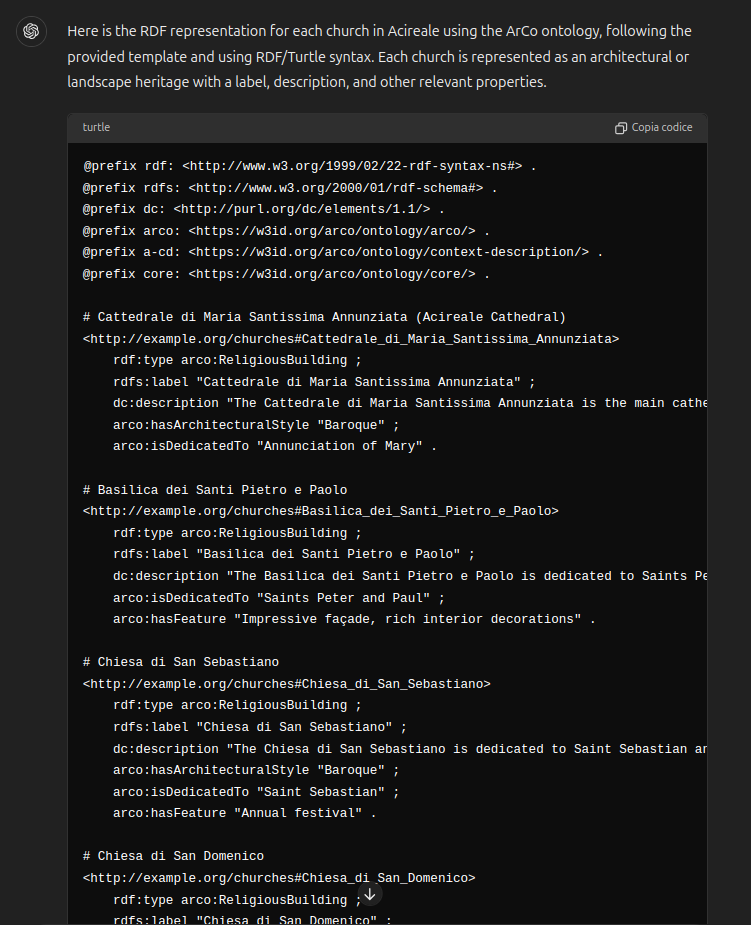 Here is the RDF representation for each church in Acireale using the ArCo ontology, following the
provided template and using RDF/Turtle syntax. Each church is represented as an architectural or
landscape heritage with a label, description, and other relevant properties.
turtle
Copia codice
@prefix rdf: <http://www.w3.org/1999/02/22-rdf-syntax-ns#> .
@prefix rdfs: <http://www.w3.org/2000/01/rdf-schema#> .
@prefix dc: <http://purl.org/dc/elements/1.1/> .
@prefix arco: <https://w3id.org/arco/ontology/arco/> .
@prefix a-cd: <https://w3id.org/arco/ontology/context-description/> .
@prefix core: <https://w3id.org/arco/ontology/core/> .
# Cattedrale di Maria Santissima Annunziata (Acireale Cathedral)
<http://example.org/churches#Cattedrale_di_Maria_Santissima_Annunziata>
rdf:type arco:ReligiousBuilding ;
rdfs:label "Cattedrale di Maria Santissima Annunziata" ;
dc:description "The Cattedrale di Maria Santissima Annunziata is the main cathe
arco:hasArchitecturalStyle "Baroque" ;
arco:isDedicatedTo "Annunciation of Mary" .
# Basilica dei Santi Pietro e Paolo
<http://example.org/churches#Basilica_dei_Santi_Pietro_e_Paolo>
rdf:type arco:ReligiousBuilding ;
rdfs:label "Basilica dei Santi Pietro e Paolo" ;
dc:description "The Basilica dei Santi Pietro e Paolo is dedicated to Saints Pe
arco:isDedicatedTo "Saints Peter and Paul" ;
arco:hasFeature "Impressive façade, rich interior decorations" .
# Chiesa di San Sebastiano
<http://example.org/churches#Chiesa_di_San_Sebastiano>
rdf:type arco:ReligiousBuilding ;
rdfs:label "Chiesa di San Sebastiano" ;
dc:description "The Chiesa di San Sebastiano is dedicated to Saint Sebastian an
arco:hasArchitecturalStyle "Baroque" ;
arco:isDedicatedTo "Saint Sebastian" ;
arco:hasFeature "Annual festival" .
# Chiesa di San Domenico
<http://example.org/churches#Chiesa_di_San_Domenico>
rdf:type arco:ReligiousBuilding ;
rdfs:label "Chiesa di San Domenico" ;